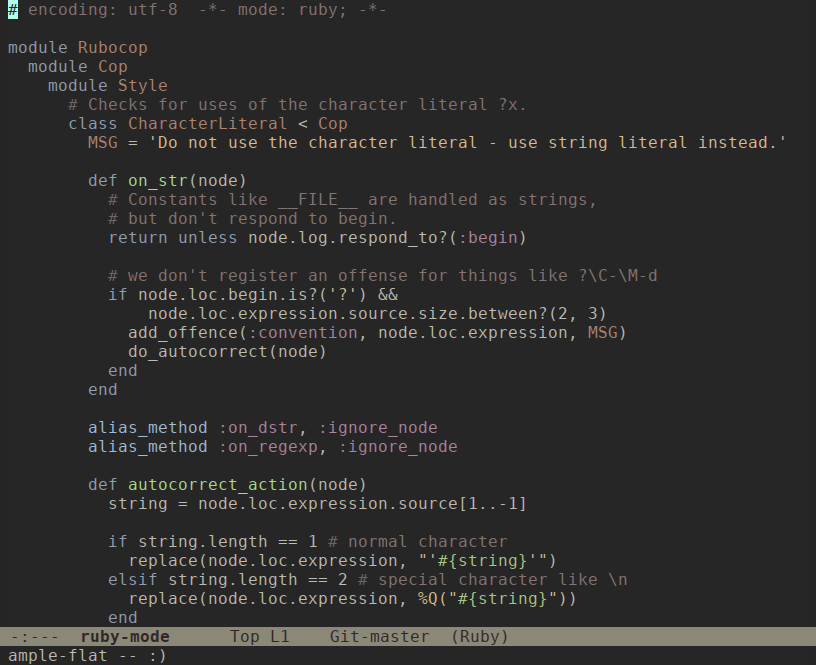 # encoding: utf-8  -*- mode: ruby; -*-

module Rubocop
  module Cop
    module Style
      # Checks for uses of the character literal ?x.
      class CharacterLiteral < Cop
        MSG = 'Do not use the character literal - use string literal instead.'

        def on_str(node)
          # Constants like __FILE__ are handled as strings,
          # but don't respond to begin.
          return unless node.log.respond_to?(:begin)

          # we don't register an offense for things like ?\C-\M-d
          if node.loc.begin.is?('?') &&
              node.loc.expression.source.size.between?(2, 3)
            add_offence(:convention, node.loc.expression, MSG)
            do_autocorrect(node)
          end
        end

        alias_method :on_dstr, :ignore_node
        alias_method :on_regexp, :ignore_node

        def autocorrect_action(node)
          string = node.loc.expression.source[1..-1]

          if string.length == 1 # normal character
            replace(node.loc.expression, "'#{string}'")
          elsif string.length == 2 # special character like \n
            replace(node.loc.expression, %Q("#{string}"))
          end
-:---  ruby-mode      Top L1    Git-master  (Ruby)
ample-flat -- :)